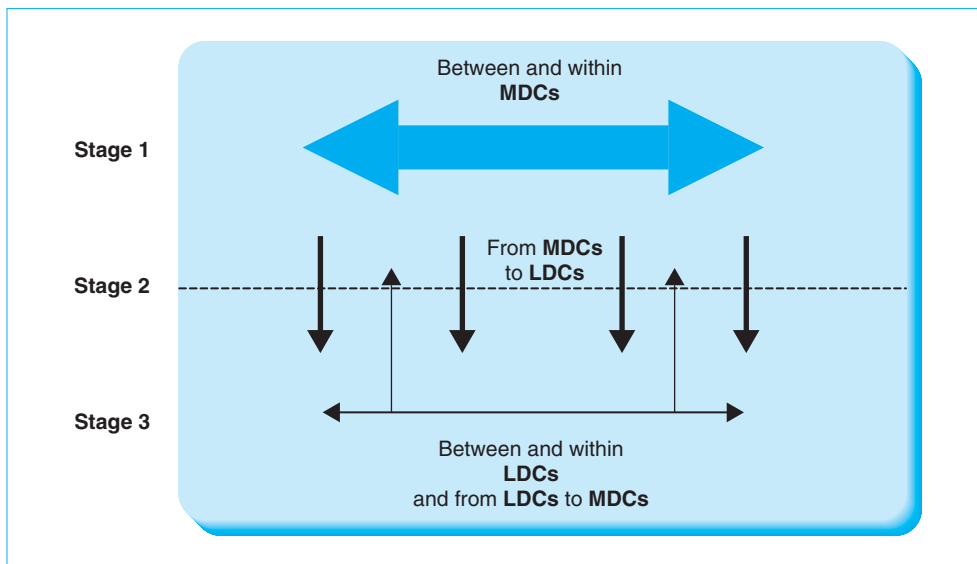 Between and within
MDCs
Stage 1
From MDCs
to LDCs
Stage 2
Stage 3
Between and within
LDCs
and from LDCs to MDCs